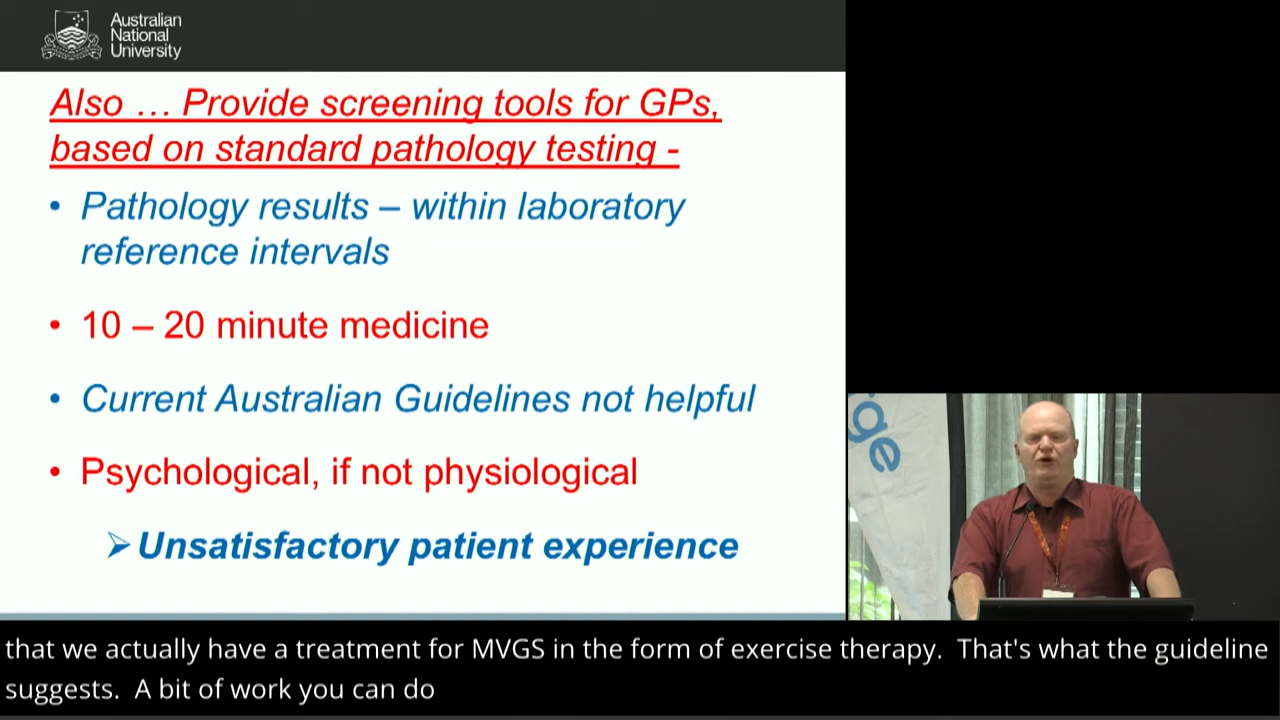 Australian
National
University
Also … Provide screening tools for GPs,
based on standard pathology testing -
• Pathology results – within laboratory
reference intervals
• 10 – 20 minute medicine
• Current Australian Guidelines not helpful
• Psychological, if not physiological
➢ Unsatisfactory patient experience
ge
that we actually have a treatment for MVGS in the form of exercise therapy.  That's what the guideline
suggests.  A bit of work you can do